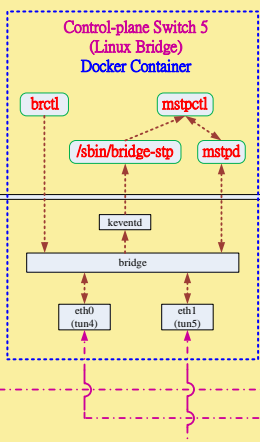 Control-plane Switch 5
(Linux Bridge)
Docker Container
brctl
mstpctl
/sbin/bridge-stp
mstpd
keventd
bridge
eth0
(tun4)
eth1
(tun5)